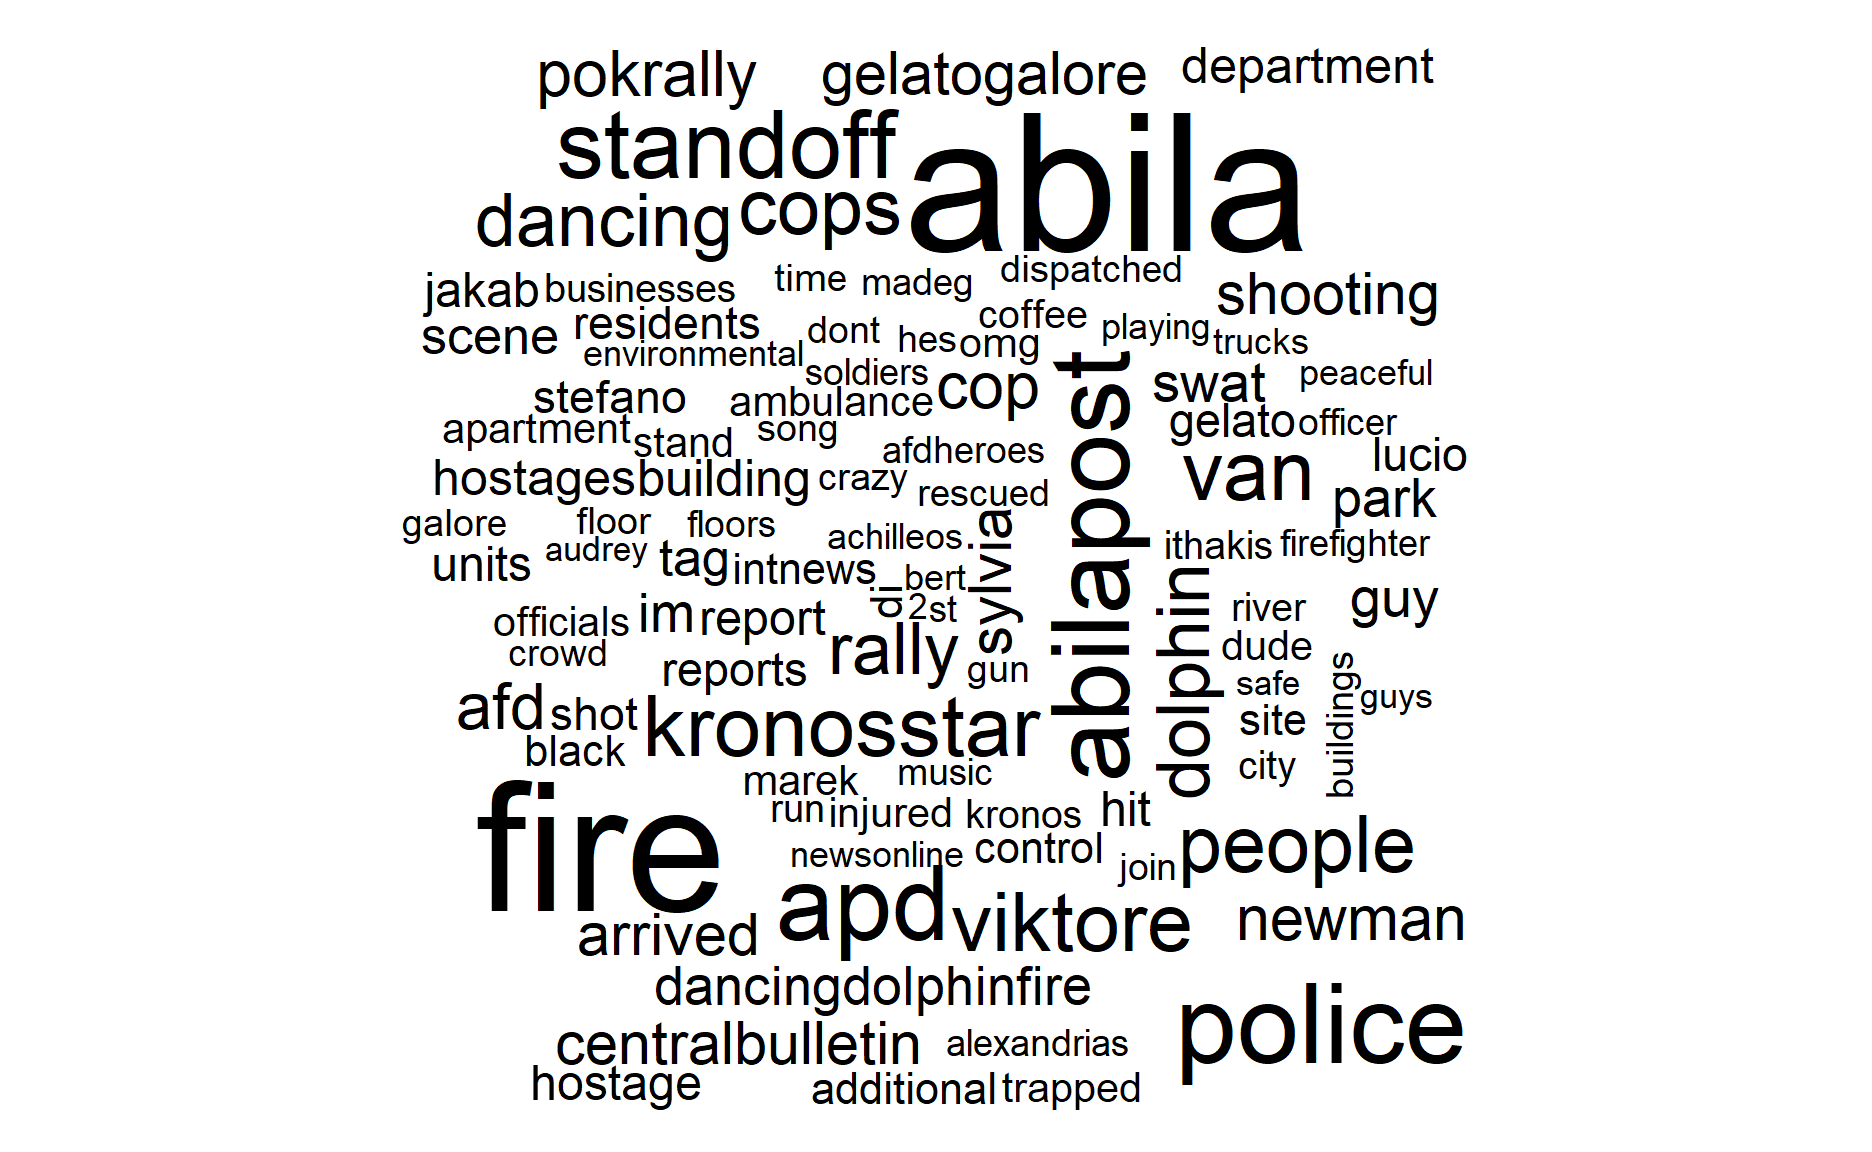 pokrally gelatogalore department
standoff abila
dancing cops
jakab businesses time madeg dispatched shooting
scene residents dont hes omg coffee playing trucks
environmental soldiers cop abilapost swat peaceful
stefano ambulance gelato officer
apartment stand song afdheroes van lucio
hostages building crazy rescued park
galore floor floors achilleos sylvia ithakis firefighter
units audrey tag intnews di bert dolphin
officials im report 2st river guy
crowd reports rally gun dude buildings
afd shot kronosstar safe guys
black site
fire marek music city
run injured kronos hit
newsonline control join people
arrived apd viktore newman
dancingdolphinfire police
centralbulletin alexandrias
hostage additional trapped